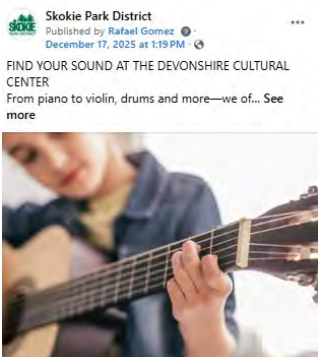 SKOKIE
Skokie Park District
Published by Rafael Gomez
December 17, 2025 at 1:19 PM ·
FIND YOUR SOUND AT THE DEVONSHIRE CULTURAL
CENTER
From piano to violin, drums and more—we of... See
more